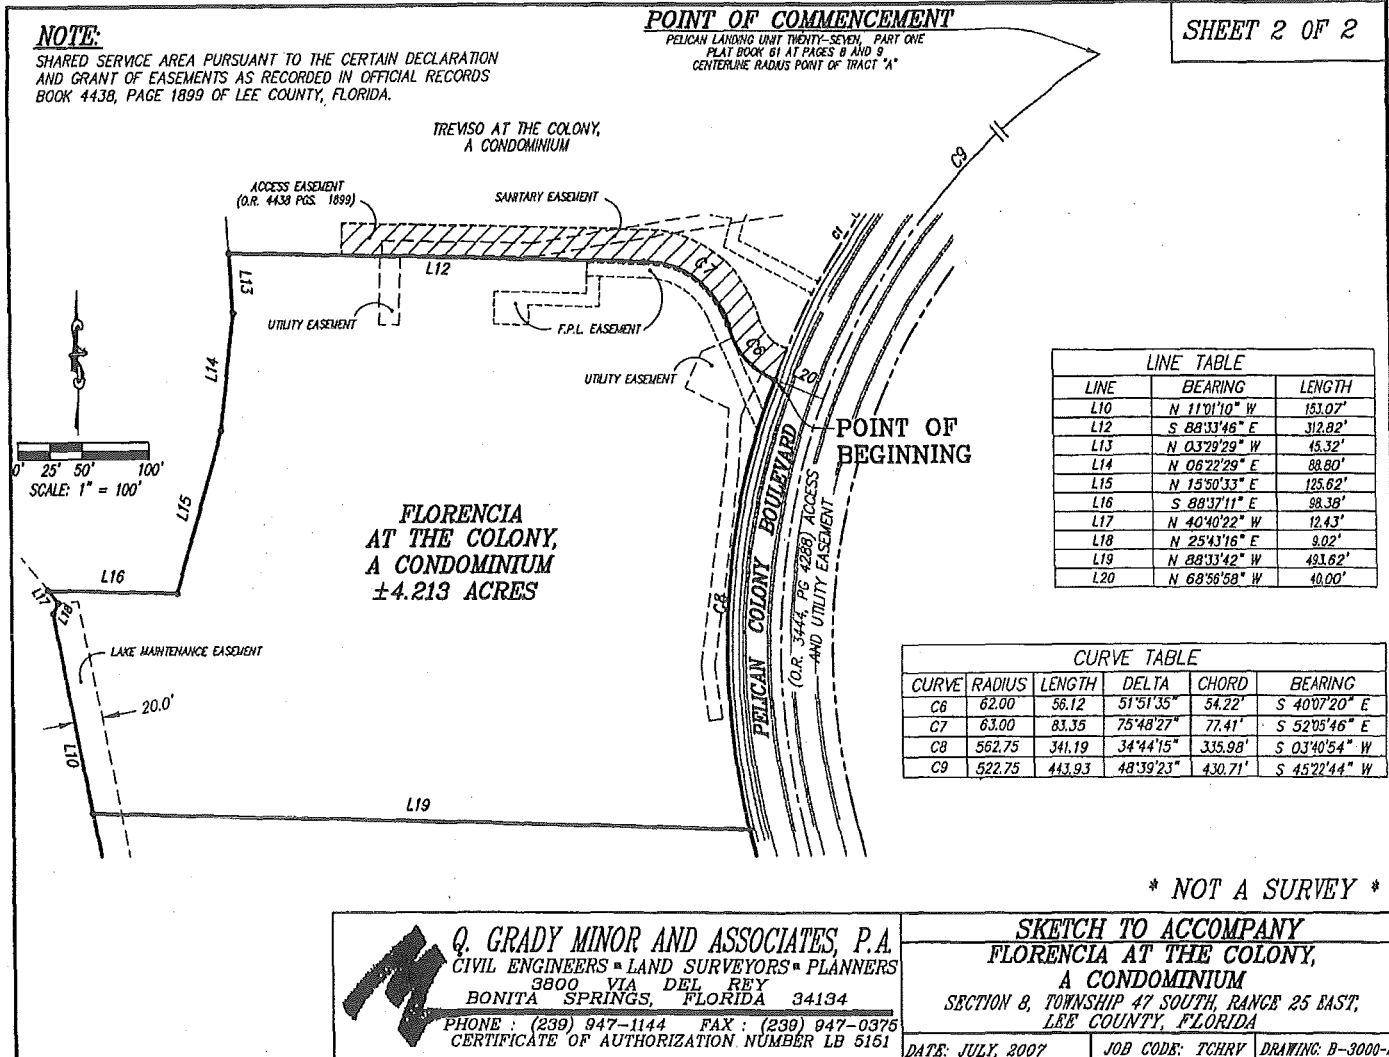 NOTE:
SHARED SERVICE AREA PURSUANT TO THE CERTAIN DECLARATION
AND GRANT OF EASEMENTS AS RECORDED IN OFFICIAL RECORDS
BOOK 4438, PAGE 1899 OF LEE COUNTY, FLORIDA.
POINT OF COMMENCEMENT
PELICAN LANDING UNIT TWENTY-SEVEN, PART ONE
PLAT BOOK 61 AT PAGES 8 AND 9
CENTERLINE RADIUS POINT OF TRACT "A"
SHEET 2 OF 2
TREVISO AT THE COLONY,
A CONDOMINIUM
ACCESS EASEMENT
(O.R. 4438 PGS. 1899)
SANITARY EASEMENT
C9
C1
L12
L13
C7
UTILITY EASEMENT
F.P.L. EASEMENT
C6
L14
UTILITY EASEMENT
L20
POINT OF
BEGINNING
0' 25' 50' 100'
SCALE: 1" = 100'
L15
FLORENCIA
AT THE COLONY,
A CONDOMINIUM
±4.213 ACRES
L16
L17
L18
C8
PELICAN COLONY BOULEVARD
(O.R. 3444, PG 4288) ACCESS
AND UTILITY EASEMENT
LAKE MAINTENANCE EASEMENT
20.0'
L10
L19
LINE TABLE
LINE BEARING LENGTH
L10 N 11°01'10" W 153.07'
L12 S 88°33'46" E 312.82'
L13 N 03°29'29" W 45.32'
L14 N 06°22'29" E 88.80'
L15 N 15°50'33" E 125.62'
L16 S 88°37'11" E 98.38'
L17 N 40°40'22" W 12.43'
L18 N 25°43'16" E 9.02'
L19 N 88°33'42" W 493.62'
L20 N 68°56'58" W 40.00'
CURVE TABLE
CURVE RADIUS LENGTH DELTA CHORD BEARING
C6 62.00 56.12 51°51'35" 54.22' S 40°07'20" E
C7 63.00 83.35 75°48'27" 77.41' S 52°05'46" E
C8 562.75 341.19 34°44'15" 335.98' S 03°40'54" W
C9 522.75 443.93 48°39'23" 430.71' S 45°22'44" W
* NOT A SURVEY *
Q. GRADY MINOR AND ASSOCIATES, P.A.
CIVIL ENGINEERS ▪ LAND SURVEYORS ▪ PLANNERS
3800 VIA DEL REY
BONITA SPRINGS, FLORIDA 34134
PHONE : (239) 947-1144 FAX : (239) 947-0375
CERTIFICATE OF AUTHORIZATION NUMBER LB 5151
SKETCH TO ACCOMPANY
FLORENCIA AT THE COLONY,
A CONDOMINIUM
SECTION 8, TOWNSHIP 47 SOUTH, RANGE 25 EAST,
LEE COUNTY, FLORIDA
DATE: JULY, 2007 JOB CODE: TCHRV DRAWING: B-3000-